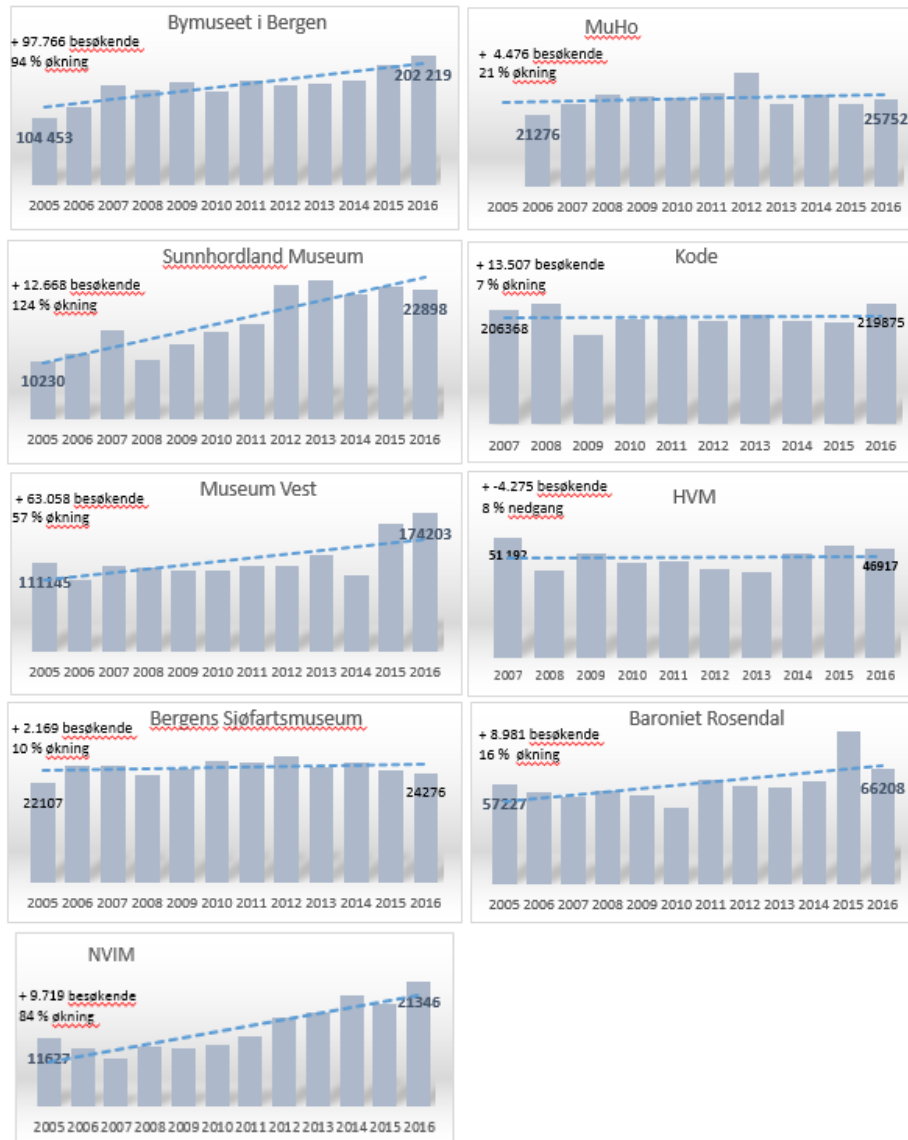 Bymuseet i Bergen
+ 97.766 besøkende
94 % økning
202 219
104 453
2005 2006 2007 2008 2009 2010 2011 2012 2013 2014 2015 2016
MuHo
+ 4.476 besøkende
21 % økning
21276
25752
2005 2006 2007 2008 2009 2010 2011 2012 2013 2014 2015 2016
Sunnhordland Museum
+ 12.668 besøkende
124 % økning
22898
10230
2005 2006 2007 2008 2009 2010 2011 2012 2013 2014 2015 2016
Kode
+ 13.507 besøkende
7 % økning
206368
219875
2007 2008 2009 2010 2011 2012 2013 2014 2015 2016
Museum Vest
+ 63.058 besøkende
57 % økning
174203
111145
2005 2006 2007 2008 2009 2010 2011 2012 2013 2014 2015 2016
+ -4.275 besøkende
HVM
8 % nedgang
51 192
46917
2007 2008 2009 2010 2011 2012 2013 2014 2015 2016
Bergens Sjøfartsmuseum
+ 2.169 besøkende
10 % økning
22107
24276
2005 2006 2007 2008 2009 2010 2011 2012 2013 2014 2015 2016
Baroniet Rosendal
+ 8.981 besøkende
16 % økning
57227
66208
2005 2006 2007 2008 2009 2010 2011 2012 2013 2014 2015 2016
NVIM
+ 9.719 besøkende
84 % økning
21346
11627
2005 2006 2007 2008 2009 2010 2011 2012 2013 2014 2015 2016